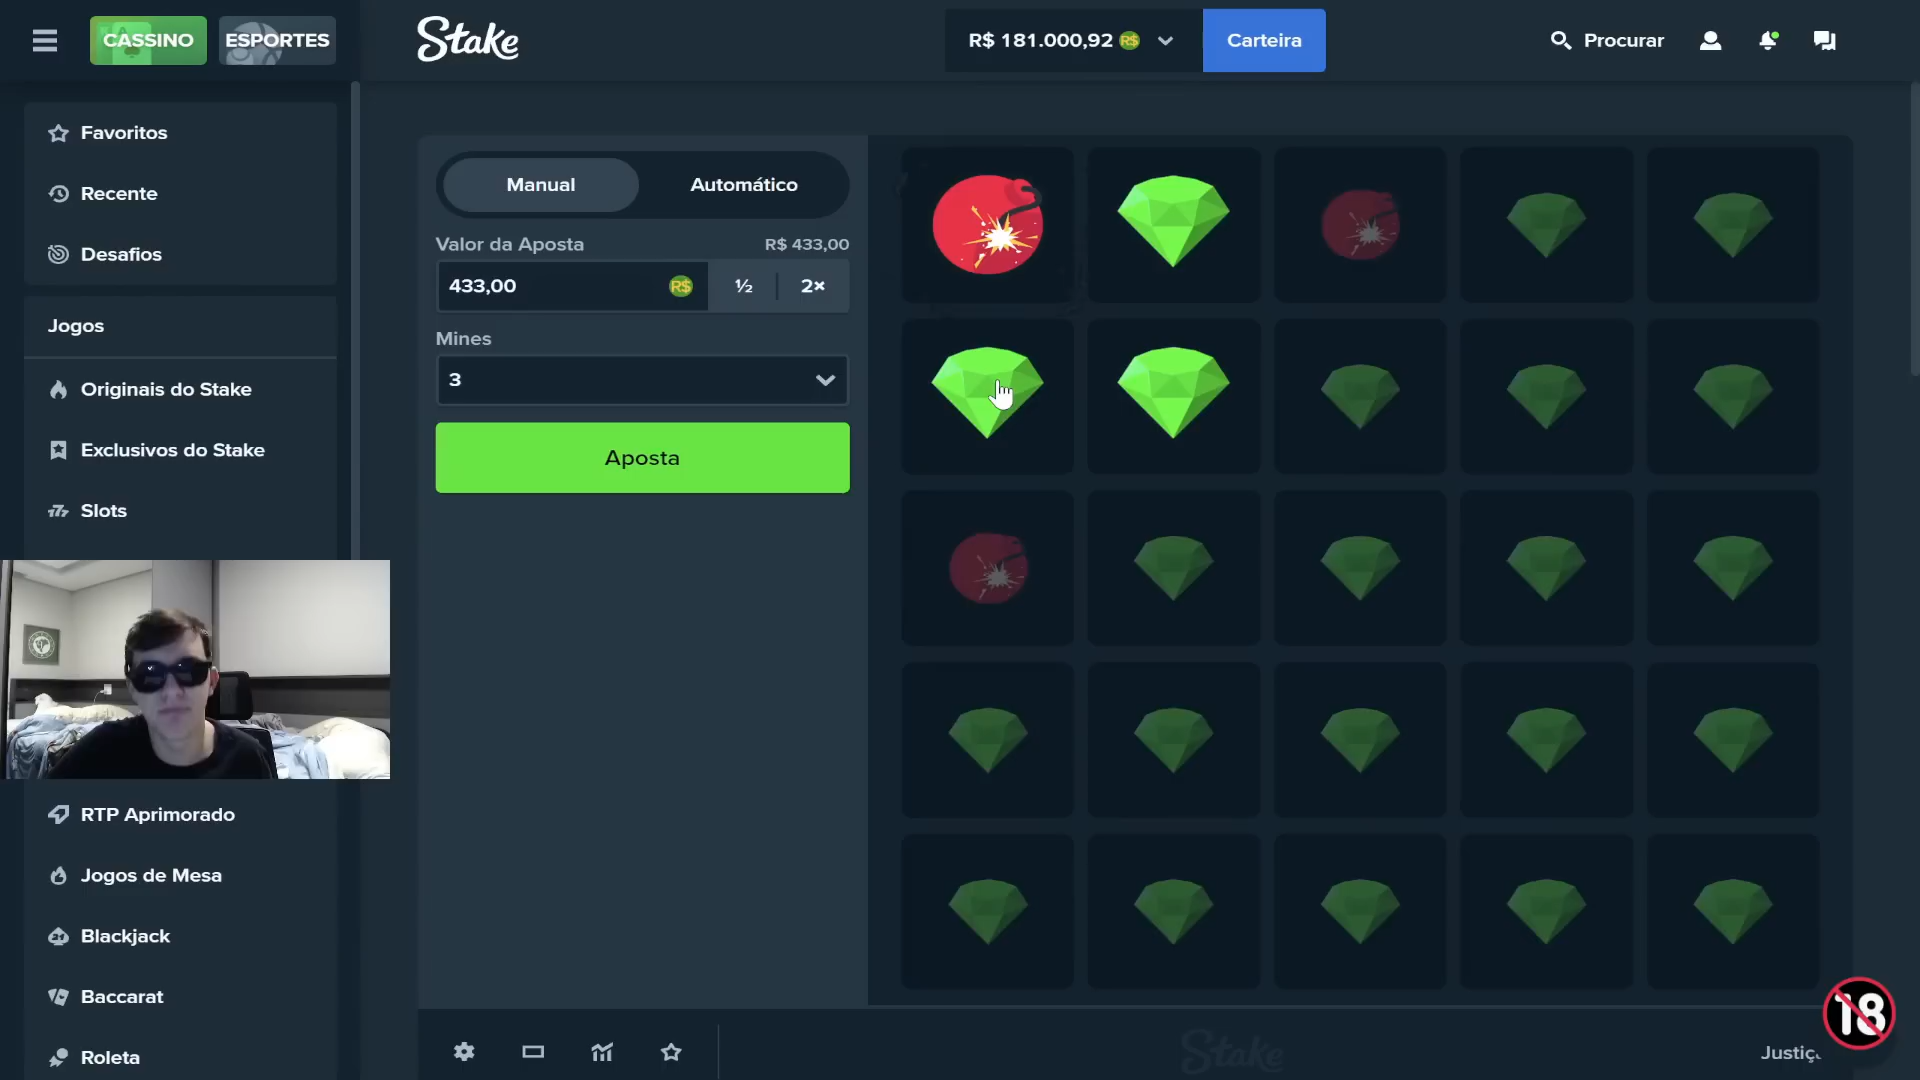 CASSINO
ESPORTES
Stake
R$ 181.000,92 R$
Carteira
Procurar
Favoritos
Recente
Desafios
Jogos
Originais do Stake
Exclusivos do Stake
Slots
RTP Aprimorado
Jogos de Mesa
Blackjack
Baccarat
Roleta
Manual
Automático
Valor da Aposta
R$ 433,00
433,00 R$
½
2×
Mines
3
Aposta
Stake
18